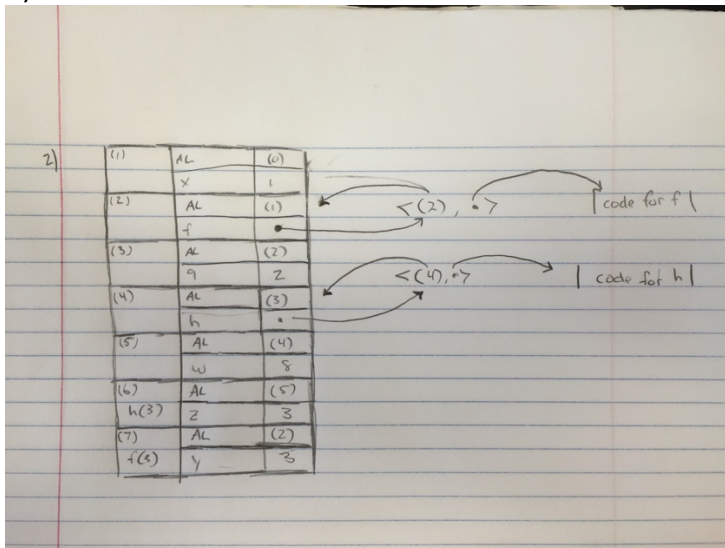 2)
(1) AL (0)
x 1
(2) AL (1) <(2), •> | code for f |
f •
(3) AL (2)
9 2 <(4), •> | code for h |
(4) AL (3)
h •
(5) AL (4)
w 8
(6) AL (5)
h(3) z 3
(7) AL (2)
f(3) y 3